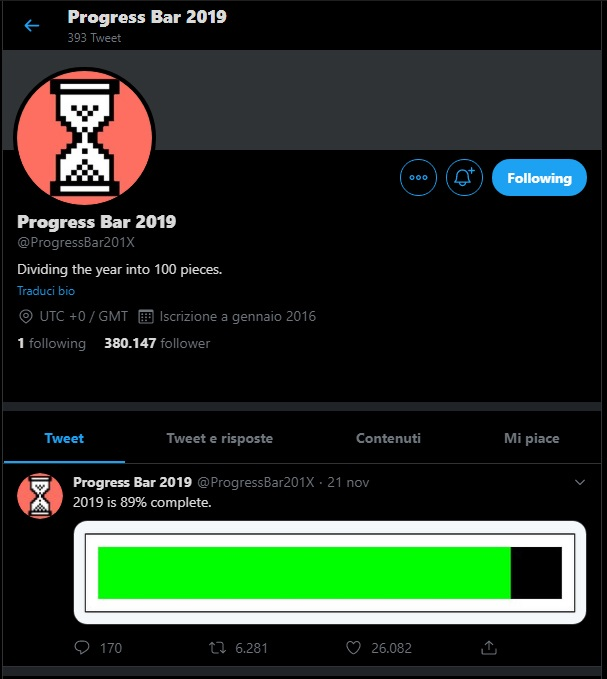 Progress Bar 2019
393 Tweet
Following
Progress Bar 2019
@ProgressBar201X
Dividing the year into 100 pieces.
Traduci bio
UTC +0 / GMT Iscrizione a gennaio 2016
1 following 380.147 follower
Tweet Tweet e risposte Contenuti Mi piace
Progress Bar 2019 @ProgressBar201X · 21 nov
2019 is 89% complete.
170 6.281 26.082